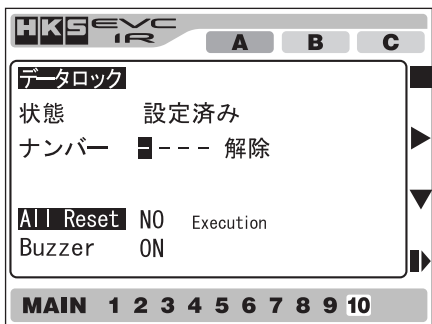 HKS EVC
IR
A B C
データロック
状態 設定済み
ナンバー - - - - 解除
All Reset NO Execution
Buzzer ON
MAIN 1 2 3 4 5 6 7 8 9 10